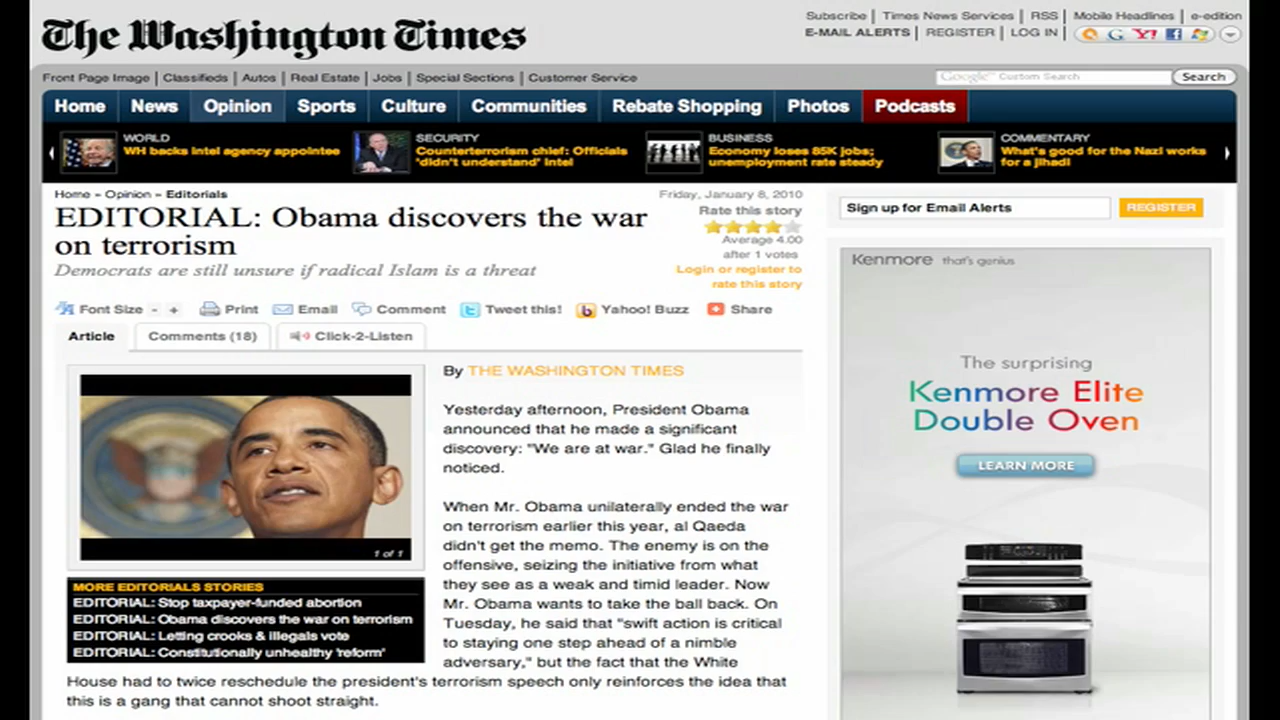 The Washington Times
Subscribe | Times News Services | RSS | Mobile Headlines | e-edition
E-MAIL ALERTS | REGISTER | LOG IN |
Front Page Image | Classifieds | Autos | Real Estate | Jobs | Special Sections | Customer Service
Google™ Custom Search
Search
Home News Opinion Sports Culture Communities Rebate Shopping Photos Podcasts
WORLD
WH backs intel agency appointee
SECURITY
Counterterrorism chief: Officials
'didn't understand' intel
BUSINESS
Economy loses 85K jobs;
unemployment rate steady
COMMENTARY
What's good for the Nazi works
for a jihadi
Home » Opinion » Editorials
Friday, January 8, 2010
EDITORIAL: Obama discovers the war
on terrorism
Democrats are still unsure if radical Islam is a threat
Rate this story
Average 4.00
after 1 votes
Login or register to
rate this story
Font Size - + Print Email Comment Tweet this! Yahoo! Buzz Share
Article Comments (18) Click-2-Listen
1 of 1
MORE EDITORIALS STORIES
EDITORIAL: Stop taxpayer-funded abortion
EDITORIAL: Obama discovers the war on terrorism
EDITORIAL: Letting crooks & illegals vote
EDITORIAL: Constitutionally unhealthy 'reform'
By THE WASHINGTON TIMES
Yesterday afternoon, President Obama
announced that he made a significant
discovery: "We are at war." Glad he finally
noticed.
When Mr. Obama unilaterally ended the war
on terrorism earlier this year, al Qaeda
didn't get the memo. The enemy is on the
offensive, seizing the initiative from what
they see as a weak and timid leader. Now
Mr. Obama wants to take the ball back. On
Tuesday, he said that "swift action is critical
to staying one step ahead of a nimble
adversary," but the fact that the White
House had to twice reschedule the president's terrorism speech only reinforces the idea that
this is a gang that cannot shoot straight.
Sign up for Email Alerts
REGISTER
Kenmore that's genius
The surprising
Kenmore Elite
Double Oven
LEARN MORE